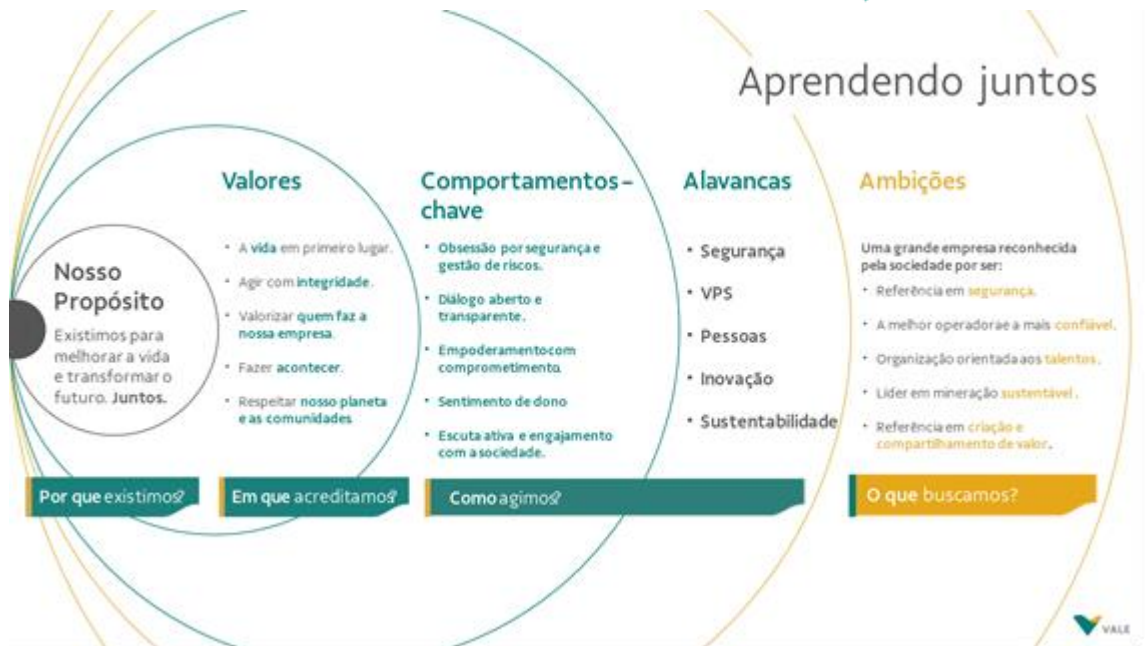 Aprendendo juntos
Nosso
Propósito
Existimos para
melhorar a vida
e transformar o
futuro. Juntos.
Por que existimos?
Valores
• A vida em primeiro lugar.
• Agir com integridade.
• Valorizar quem faz a
nossa empresa.
• Fazer acontecer.
• Respeitar nosso planeta
e as comunidades
Em que acreditamos?
Comportamentos-
chave
• Obsessão por segurança e
gestão de riscos.
• Diálogo aberto e
transparente.
• Empoderamento com
comprometimento.
• Sentimento de dono
• Escuta ativa e engajamento
com a sociedade.
Alavancas
• Segurança
• VPS
• Pessoas
• Inovação
• Sustentabilidade
Como agimos?
Ambições
Uma grande empresa reconhecida
pela sociedade por ser:
• Referência em segurança.
• A melhor operadora e a mais confiável.
• Organização orientada aos talentos.
• Líder em mineração sustentável.
• Referência em criação e
compartilhamento de valor.
O que buscamos?
VALE